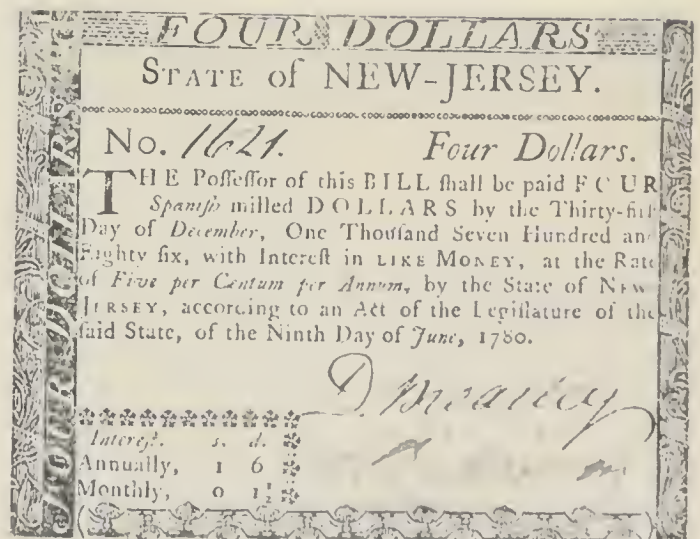 FOUR DOLLARS
STATE of NEW-JERSEY.
No. 1621. Four Dollars.
THE Poſſeſſor of this BILL ſhall be paid FOUR
Spaniſh milled DOLLARS by the Thirty-firſt
Day of December, One Thouſand Seven Hundred and
Eighty ſix, with Intereſt in LIKE MONEY, at the Rate
of Five per Centum per Annum, by the State of NEW
JERSEY, according to an Act of the Legiſlature of the
ſaid State, of the Ninth Day of June, 1780.
Intereſt. s. d.
Annually, 1 6
Monthly, 0 1½
FOUR DOLLARS